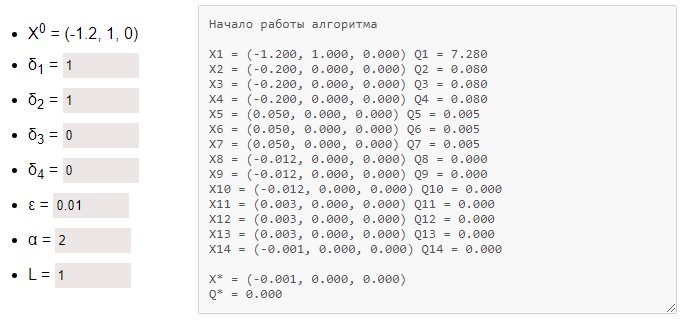 • X⁰ = (-1.2, 1, 0)
• δ₁ = 1
• δ₂ = 1
• δ₃ = 0
• δ₄ = 0
• ε = 0.01
• α = 2
• L = 1
Начало работы алгоритма
X1 = (-1.200, 1.000, 0.000) Q1 = 7.280
X2 = (-0.200, 0.000, 0.000) Q2 = 0.080
X3 = (-0.200, 0.000, 0.000) Q3 = 0.080
X4 = (-0.200, 0.000, 0.000) Q4 = 0.080
X5 = (0.050, 0.000, 0.000) Q5 = 0.005
X6 = (0.050, 0.000, 0.000) Q6 = 0.005
X7 = (0.050, 0.000, 0.000) Q7 = 0.005
X8 = (-0.012, 0.000, 0.000) Q8 = 0.000
X9 = (-0.012, 0.000, 0.000) Q9 = 0.000
X10 = (-0.012, 0.000, 0.000) Q10 = 0.000
X11 = (0.003, 0.000, 0.000) Q11 = 0.000
X12 = (0.003, 0.000, 0.000) Q12 = 0.000
X13 = (0.003, 0.000, 0.000) Q13 = 0.000
X14 = (-0.001, 0.000, 0.000) Q14 = 0.000
X* = (-0.001, 0.000, 0.000)
Q* = 0.000